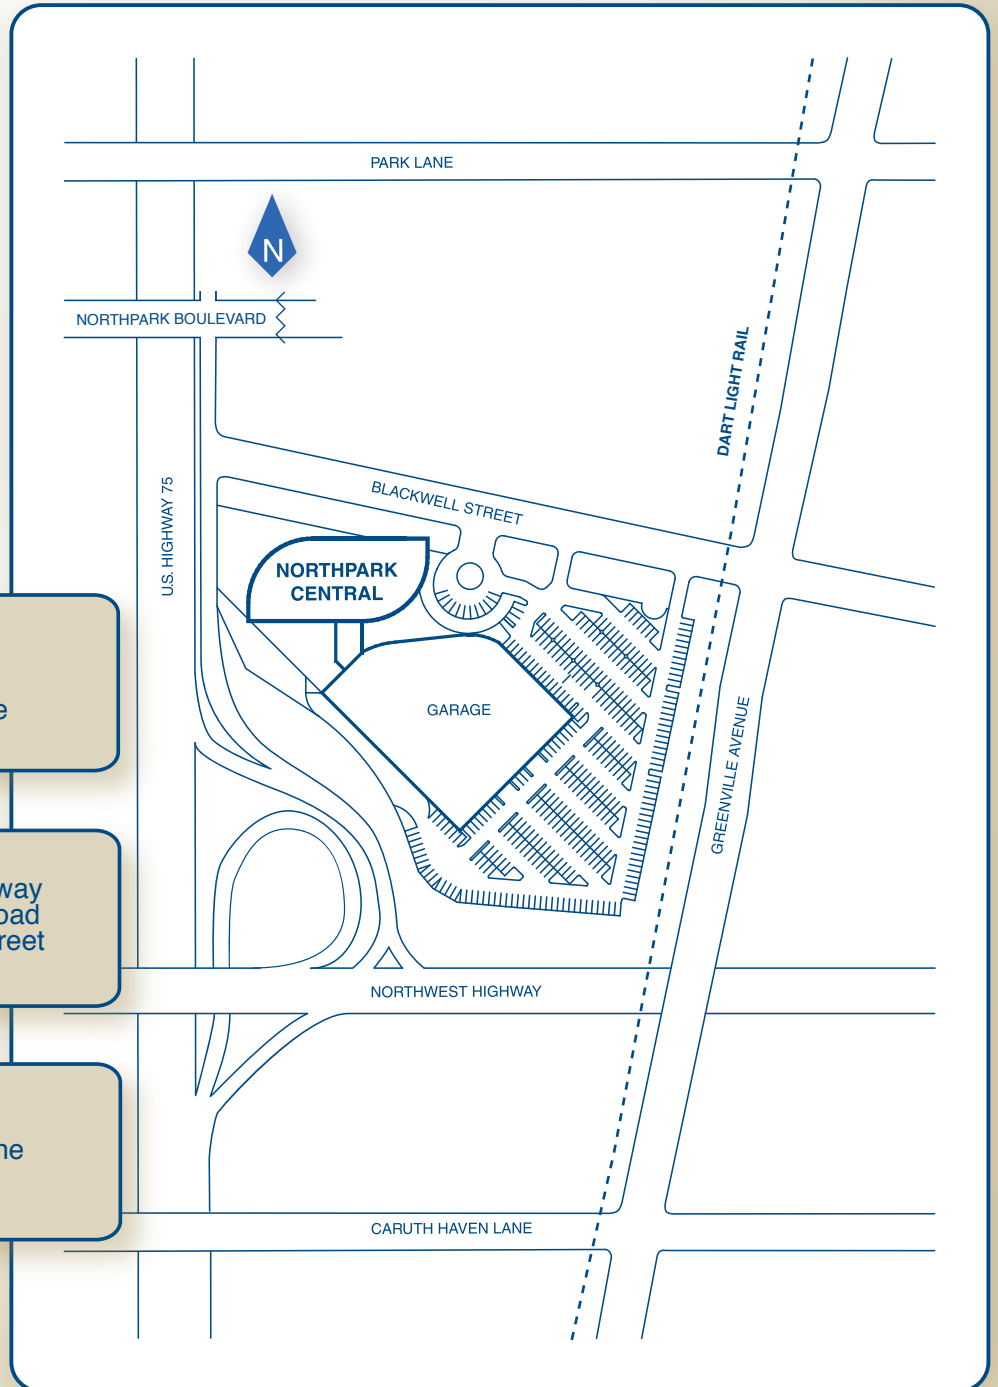 PARK LANE
N
NORTHPARK BOULEVARD
DART LIGHT RAIL
U.S. HIGHWAY 75
BLACKWELL STREET
NORTHPARK
CENTRAL
GARAGE
GREENVILLE AVENUE
NORTHWEST HIGHWAY
CARUTH HAVEN LANE